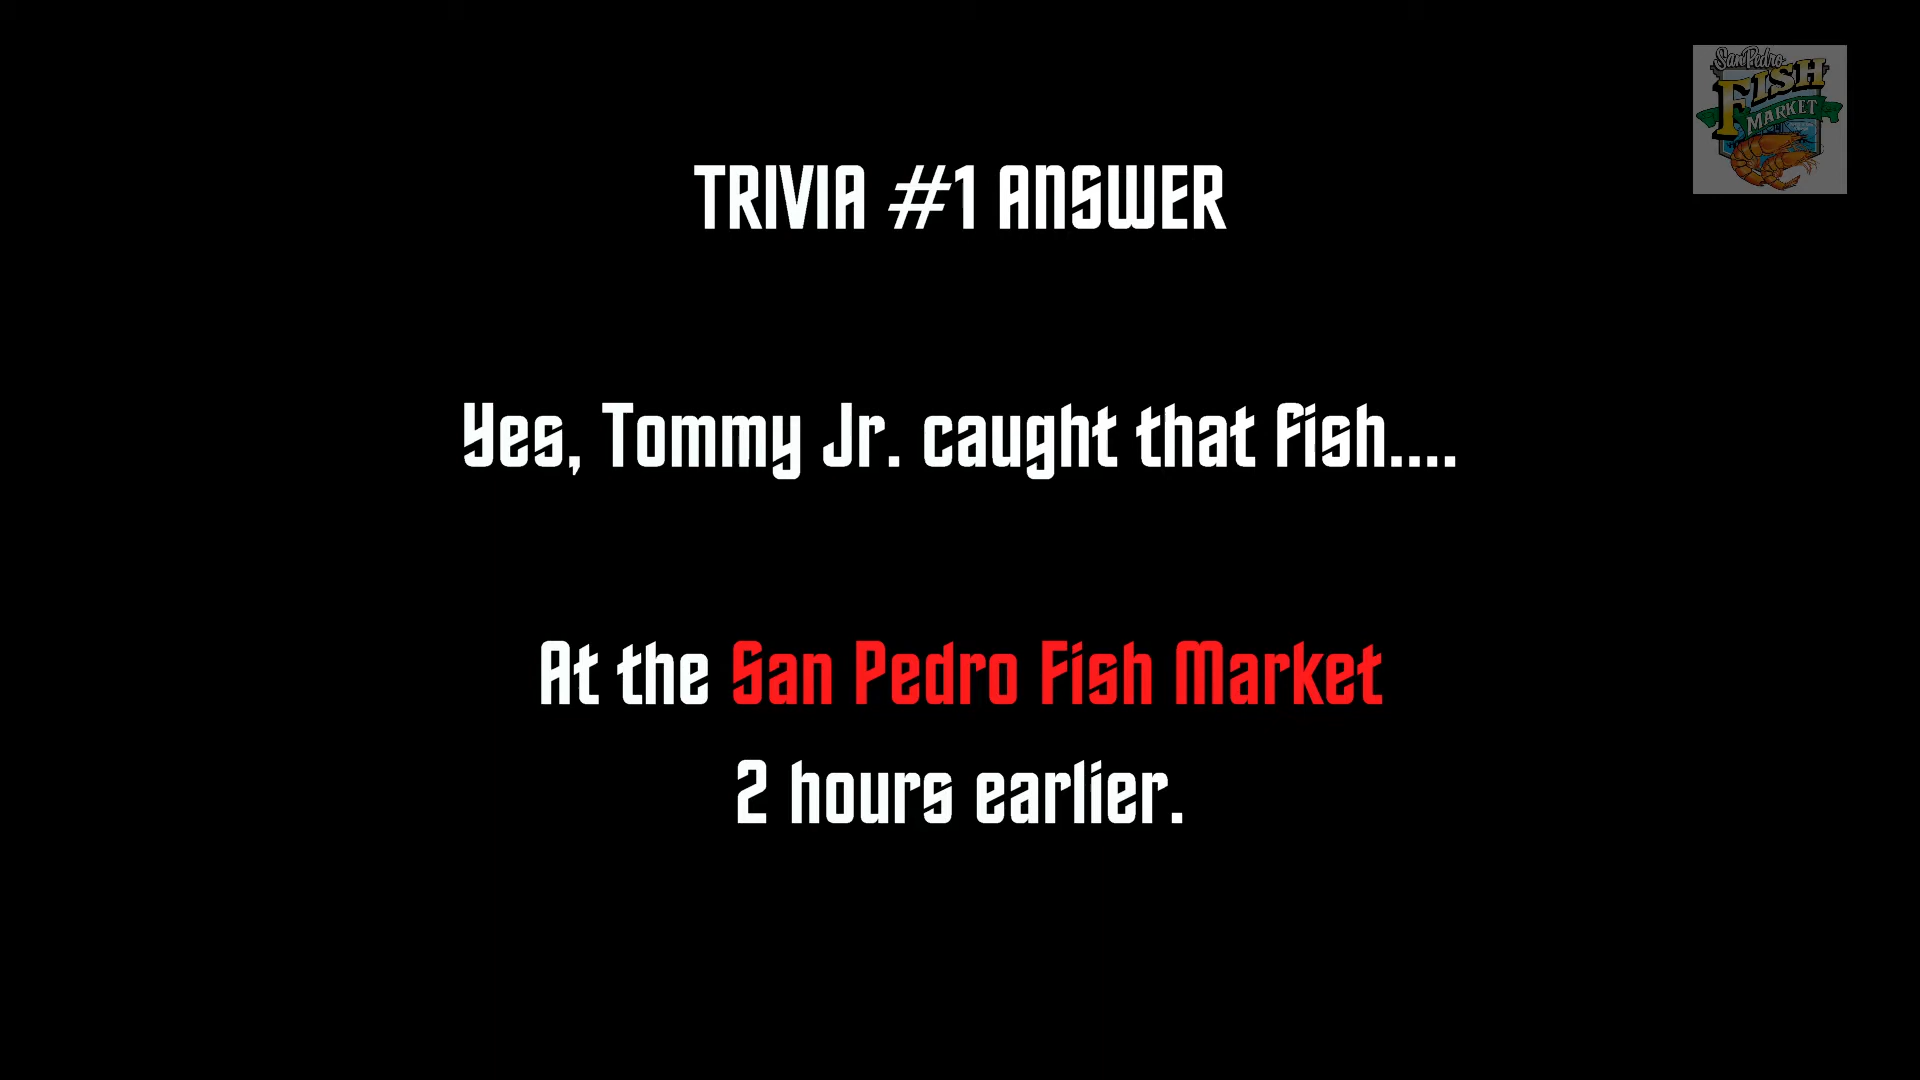 San Pedro
FISH
MARKET
TRIVIA #1 ANSWER
Yes, Tommy Jr. caught that fish....
At the San Pedro Fish Market
2 hours earlier.